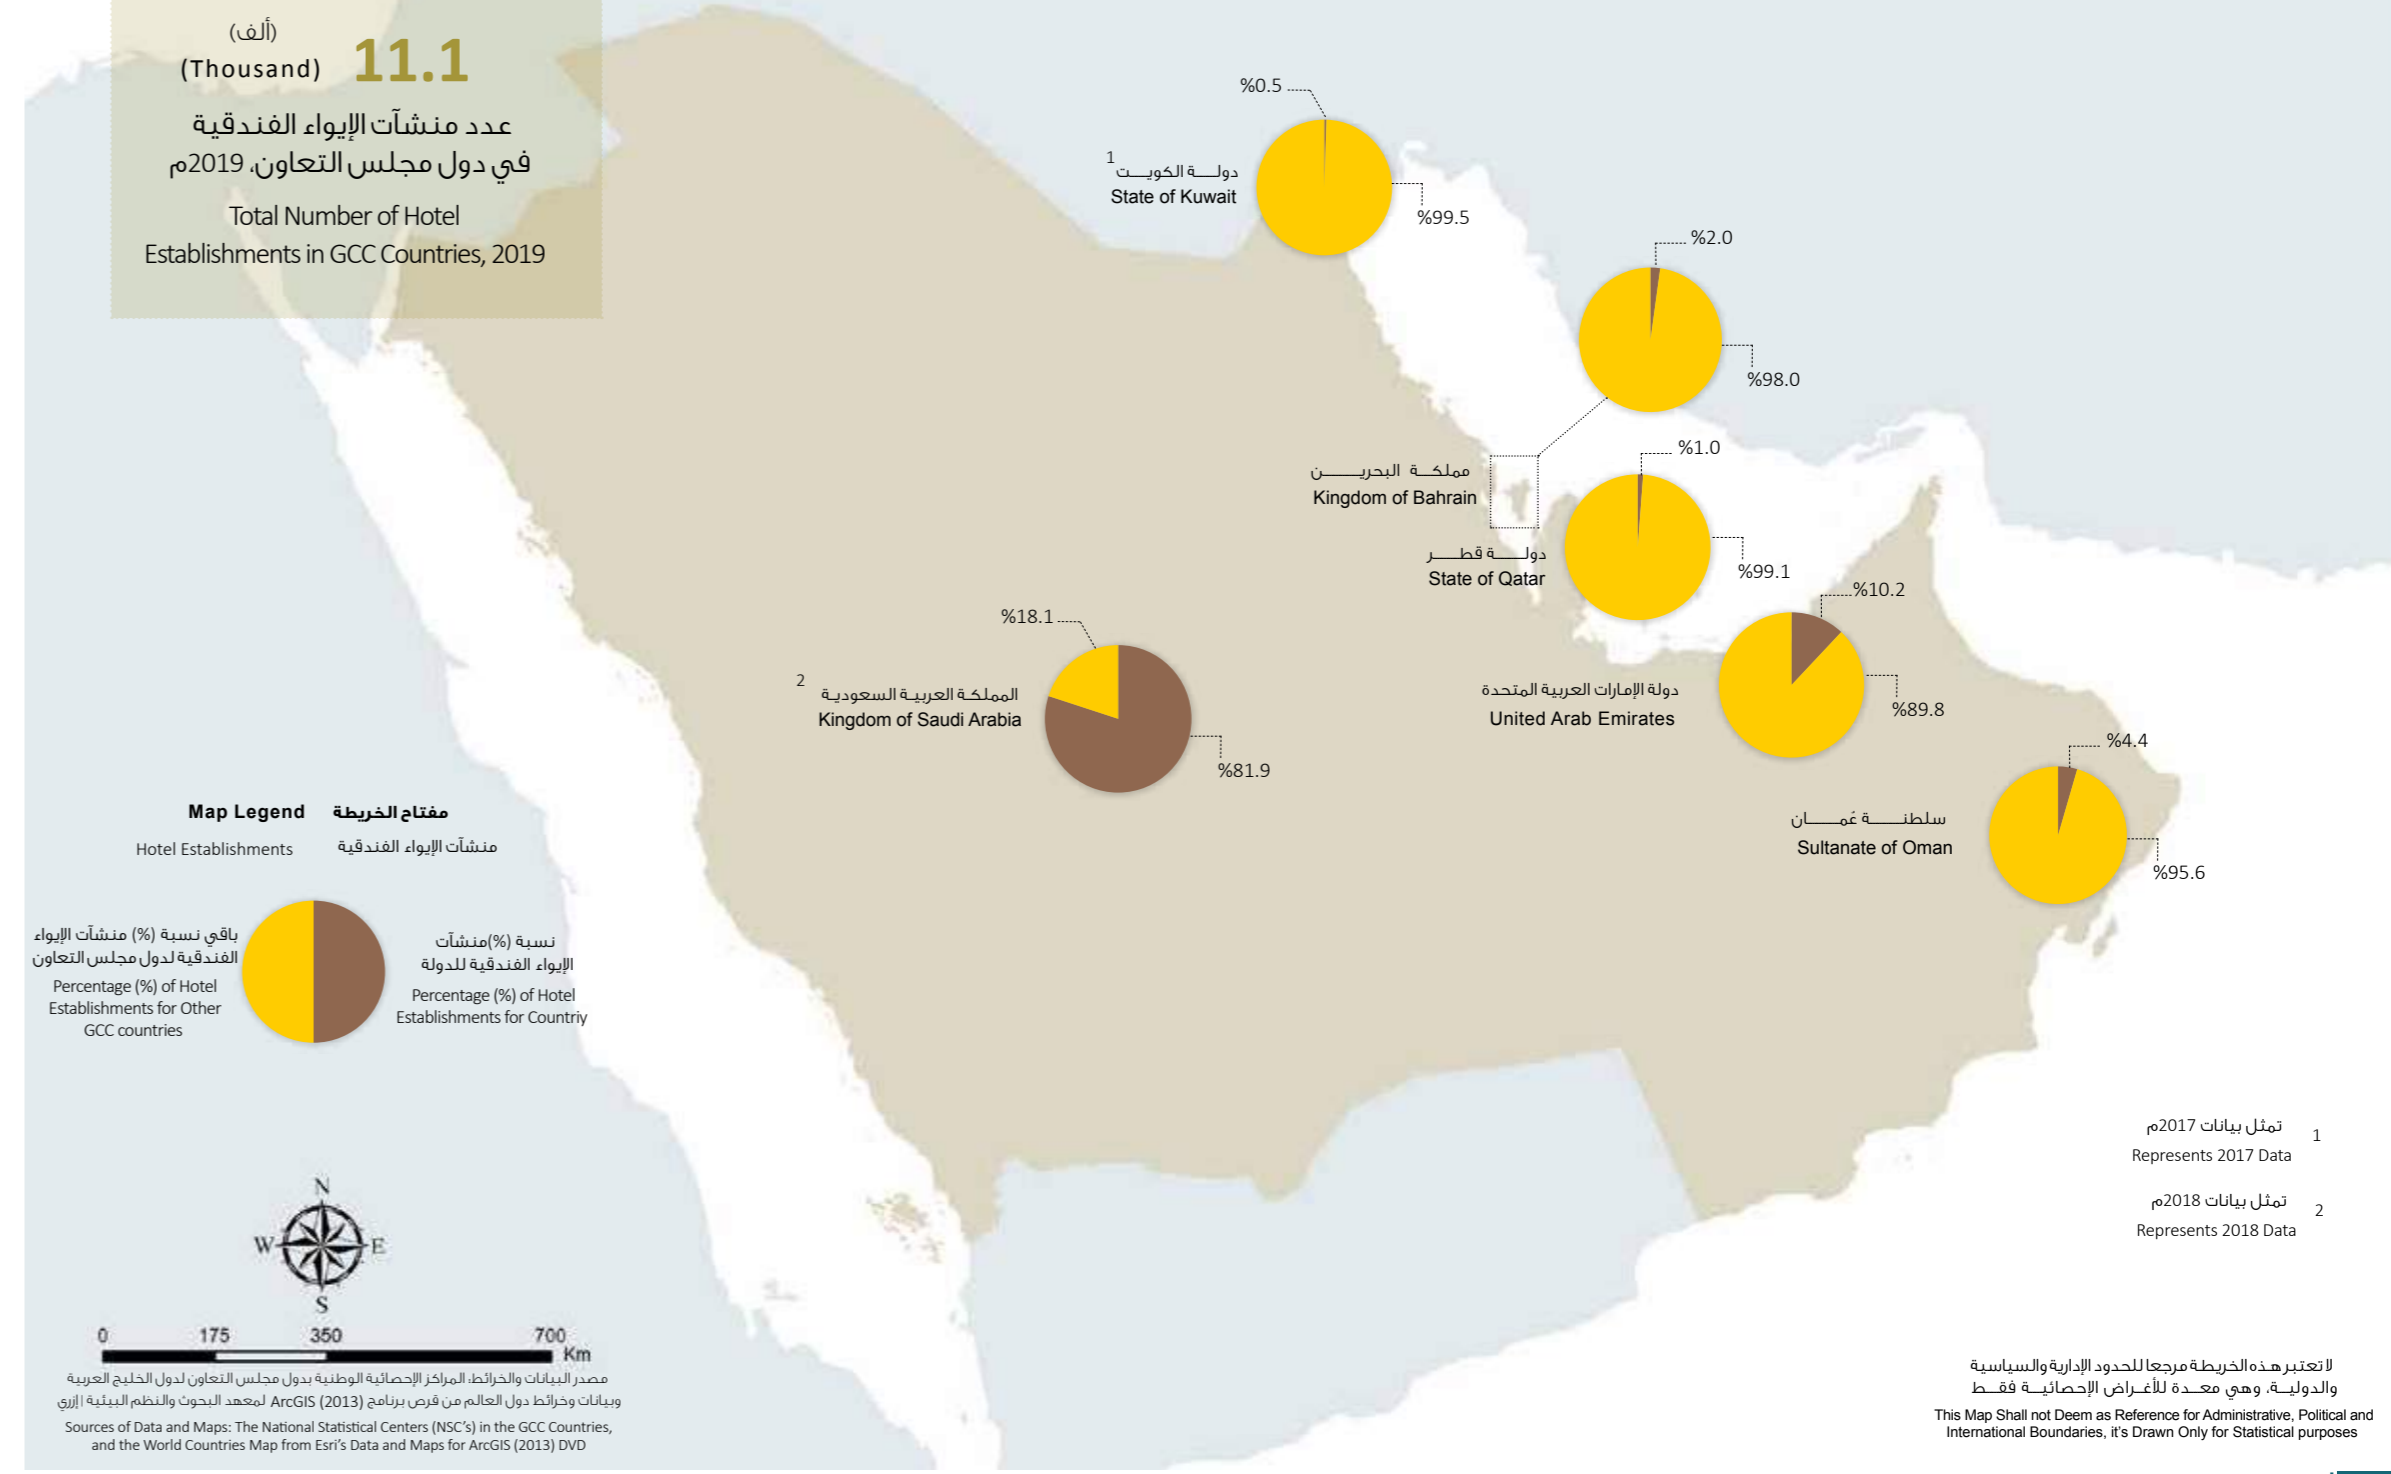 (ألف)
(Thousand)
11.1
عدد منشآت الإيواء الفندقية
في دول مجلس التعاون، 2019م
Total Number of Hotel
Establishments in GCC Countries, 2019
%0.5
1
دولة الكويت
State of Kuwait
%99.5
%2.0
%98.0
مملكة البحرين
Kingdom of Bahrain
%1.0
دولة قطر
State of Qatar
%99.1
%10.2
دولة الإمارات العربية المتحدة
United Arab Emirates
%89.8
%18.1
2
المملكة العربية السعودية
Kingdom of Saudi Arabia
%81.9
%4.4
سلطنة عُمان
Sultanate of Oman
%95.6
Map Legend مفتاح الخريطة
Hotel Establishments منشآت الإيواء الفندقية
باقي نسبة (%) منشآت الإيواء
الفندقية لدول مجلس التعاون
Percentage (%) of Hotel
Establishments for Other
GCC countries
نسبة (%)منشآت
الإيواء الفندقية للدولة
Percentage (%) of Hotel
Establishments for Countriy
N
W E
S
0 175 350 700
Km
مصدر البيانات والخرائط: المراكز الإحصائية الوطنية بدول مجلس التعاون لدول الخليج العربية
وبيانات وخرائط دول العالم من قرص برنامج ArcGIS (2013) لمعهد البحوث والنظم البيئية | إزري
Sources of Data and Maps: The National Statistical Centers (NSC's) in the GCC Countries,
and the World Countries Map from Esri's Data and Maps for ArcGIS (2013) DVD
تمثل بيانات 2017م
1
Represents 2017 Data
تمثل بيانات 2018م
2
Represents 2018 Data
لا تعتبر هذه الخريطة مرجعا للحدود الإدارية والسياسية
والدولية، وهي معدة للأغراض الإحصائية فقط
This Map Shall not Deem as Reference for Administrative, Political and
International Boundaries, it's Drawn Only for Statistical purposes